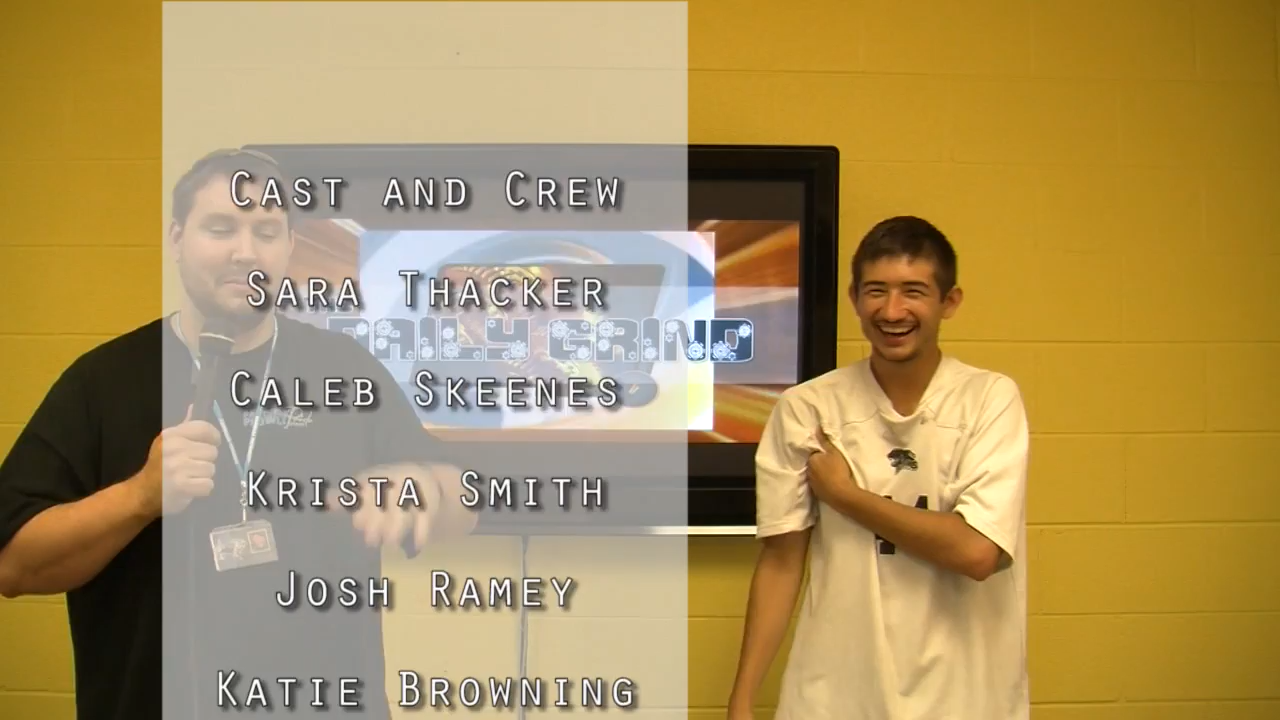 Cast and Crew
Sara Thacker
DAILY GRIND
Caleb Skeenes
Krista Smith
Josh Ramey
Katie Browning